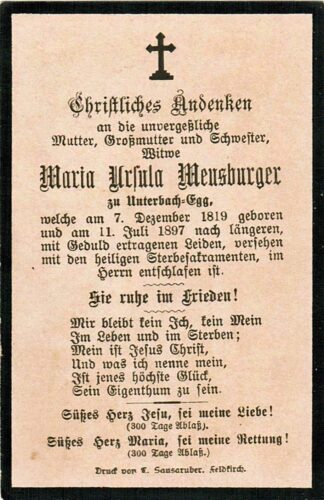 Christliches Andenken
an die unvergeßliche
Mutter, Großmutter und Schwester,
Witwe
Maria Ursula Meusburger
zu Unterbach-Egg,
welche am 7. Dezember 1819 geboren
und am 11. Juli 1897 nach längeren,
mit Geduld ertragenen Leiden, versehen
mit den heiligen Sterbesakramenten, im
Herrn entschlafen ist.
Sie ruhe im Frieden!
Mir bleibt kein Ich, kein Mein
Im Leben und im Sterben;
Mein ist Jesus Christ,
Und was ich nenne mein,
Ist jenes höchste Glück,
Sein Eigenthum zu sein.
Süßes Herz Jesu, sei meine Liebe!
(300 Tage Ablaß).
Süßes Herz Maria, sei meine Rettung!
(300 Tage Ablaß.)
Druck von L. Sausgruber, Feldkirch.